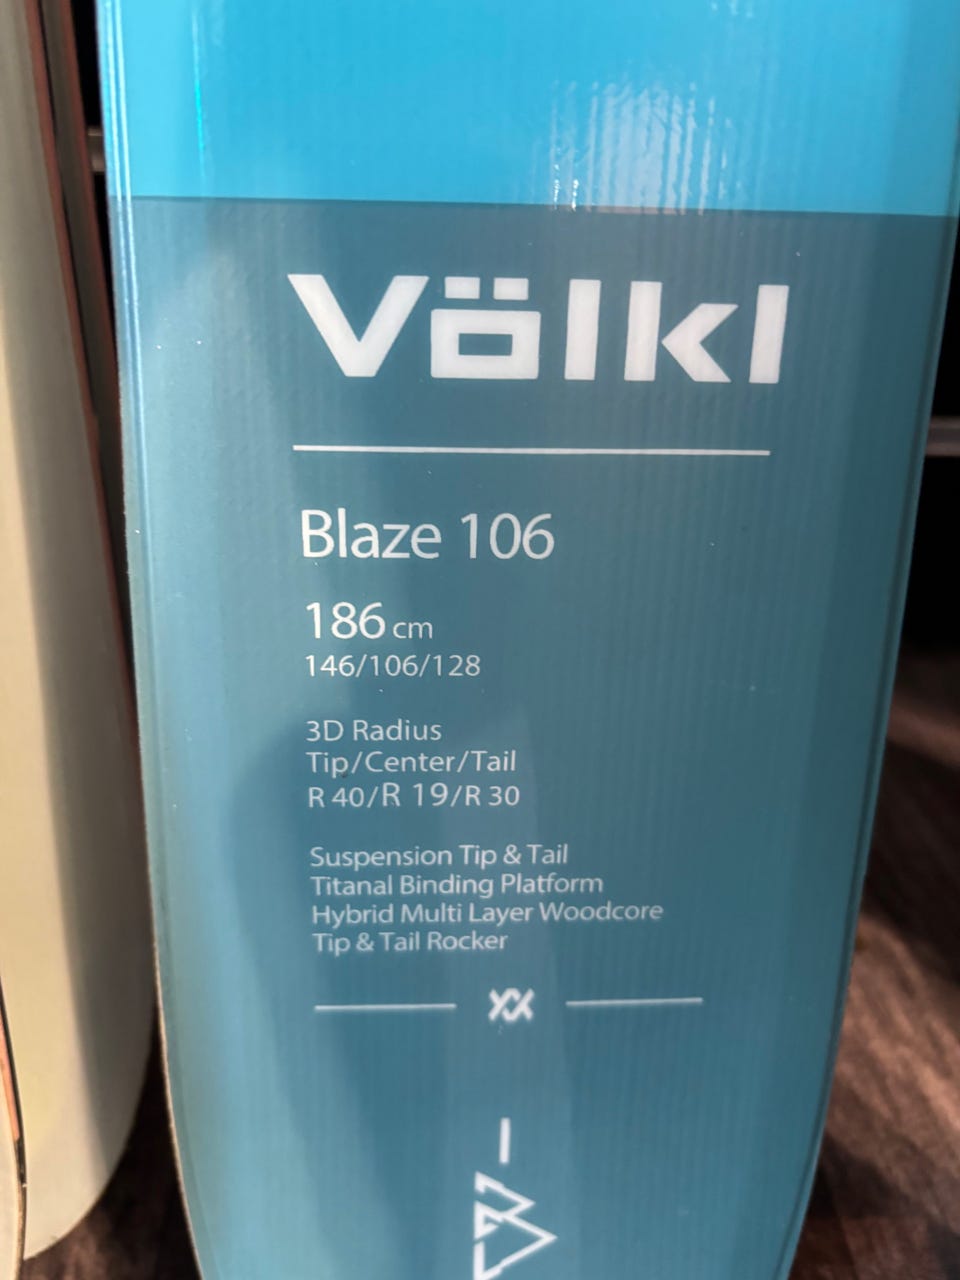 Völkl
Blaze 106
186 cm
146/106/128
3D Radius
Tip/Center/Tail
R 40/R 19/R 30
Suspension Tip & Tail
Titanal Binding Platform
Hybrid Multi Layer Woodcore
Tip & Tail Rocker